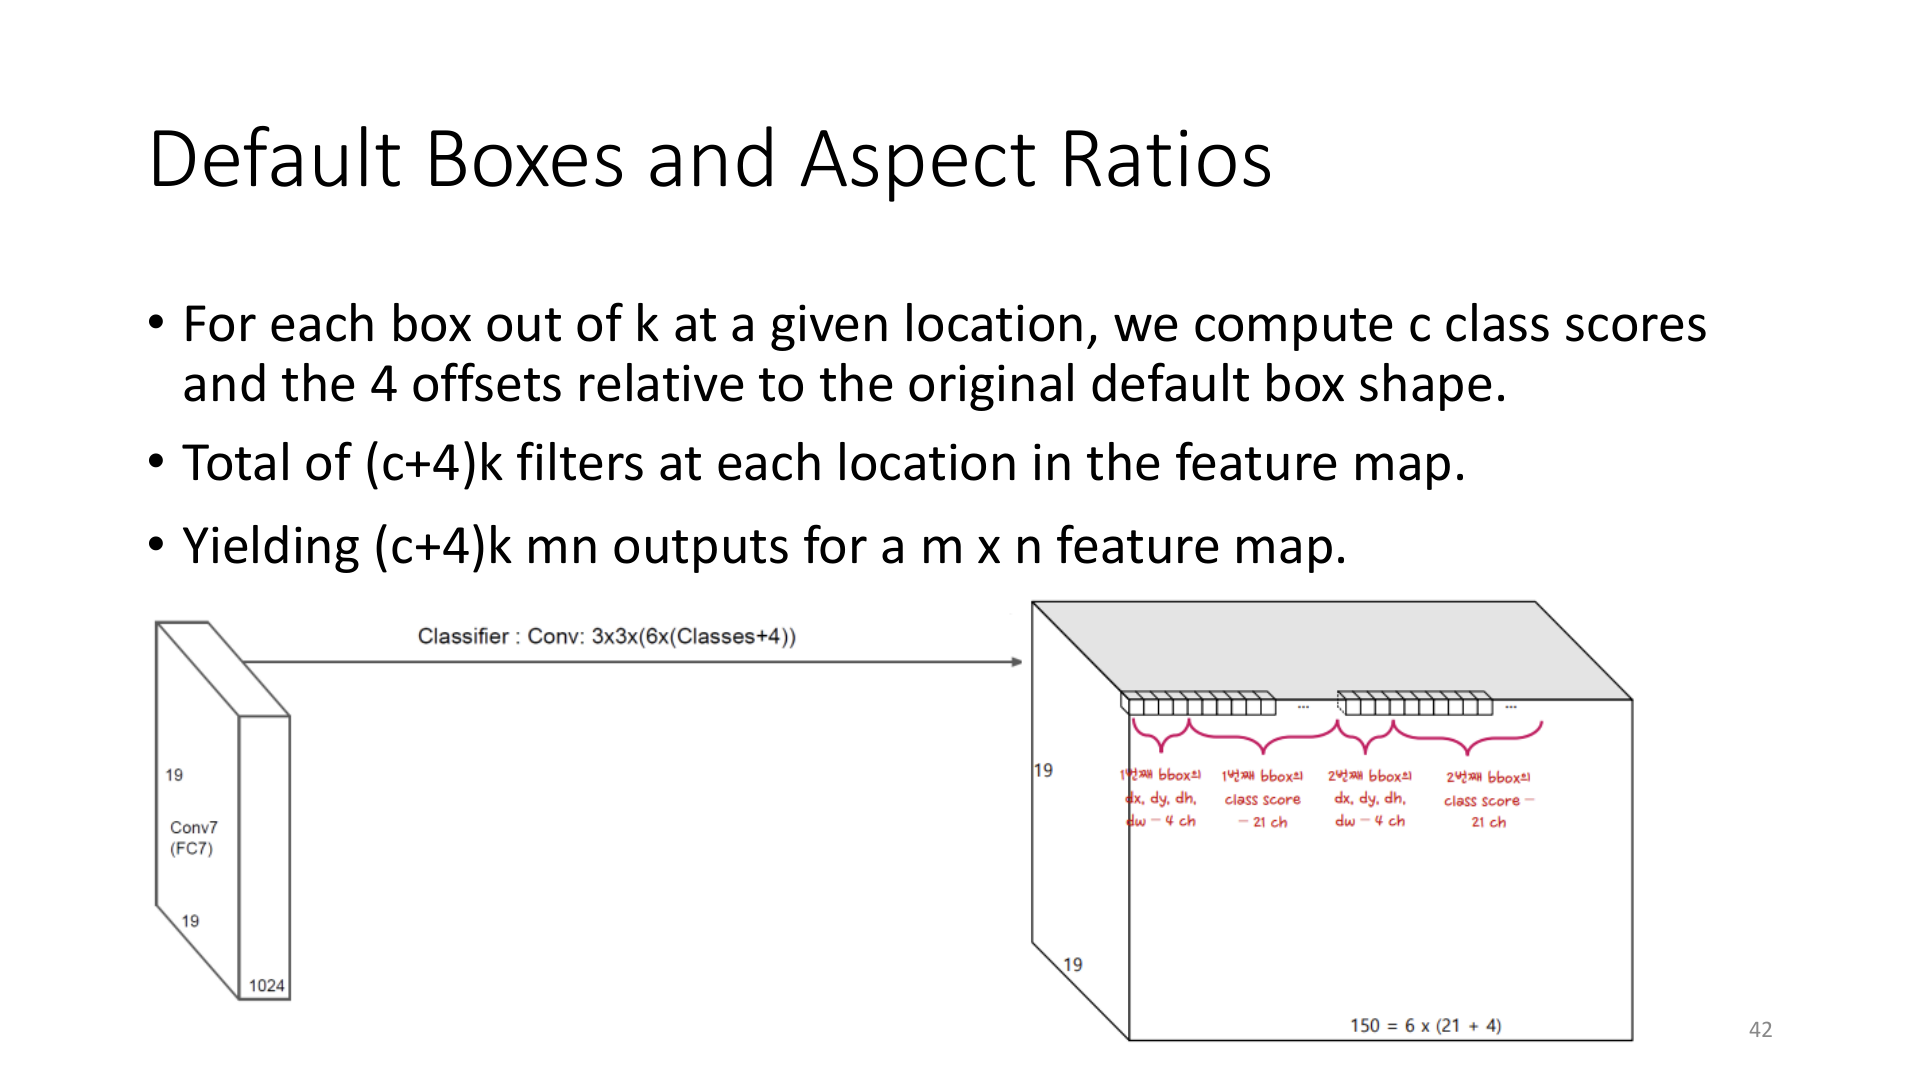 Default Boxes and Aspect Ratios
• For each box out of k at a given location, we compute c class scores
and the 4 offsets relative to the original default box shape.
• Total of (c+4)k filters at each location in the feature map.
• Yielding (c+4)k mn outputs for a m x n feature map.
Classifier : Conv: 3x3x(6x(Classes+4))
19
Conv7
(FC7)
19
1024
19
...
...
1번째 bbox의
dx, dy, dh,
dw - 4 ch
1번째 bbox의
class score
- 21 ch
2번째 bbox의
dx, dy, dh,
dw - 4 ch
2번째 bbox의
class score -
21 ch
19
150 = 6 x (21 + 4)
42